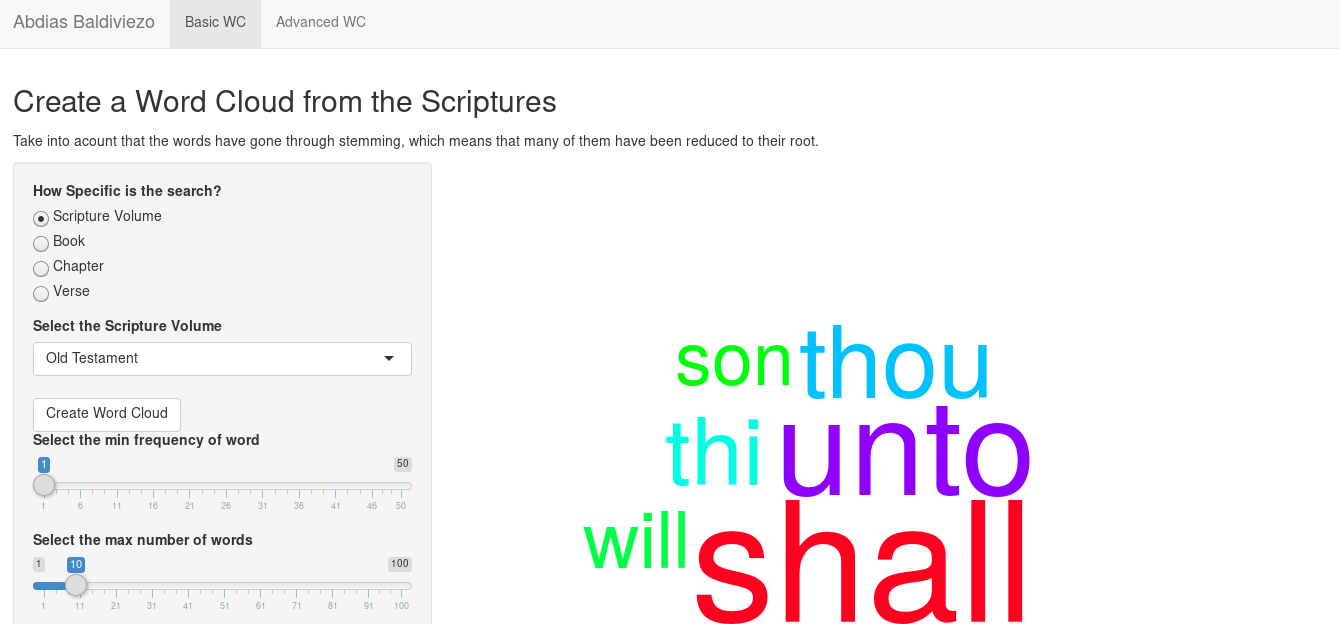 Abdias Baldiviezo Basic WC Advanced WC
Create a Word Cloud from the Scriptures
Take into acount that the words have gone through stemming, which means that many of them have been reduced to their root.
How Specific is the search?
Scripture Volume
Book
Chapter
Verse
Select the Scripture Volume
Old Testament
Create Word Cloud
Select the min frequency of word
1 50
1 6 11 16 21 26 31 36 41 46 50
Select the max number of words
1 10 100
1 11 21 31 41 51 61 71 81 91 100
son thou
thi unto
will shall